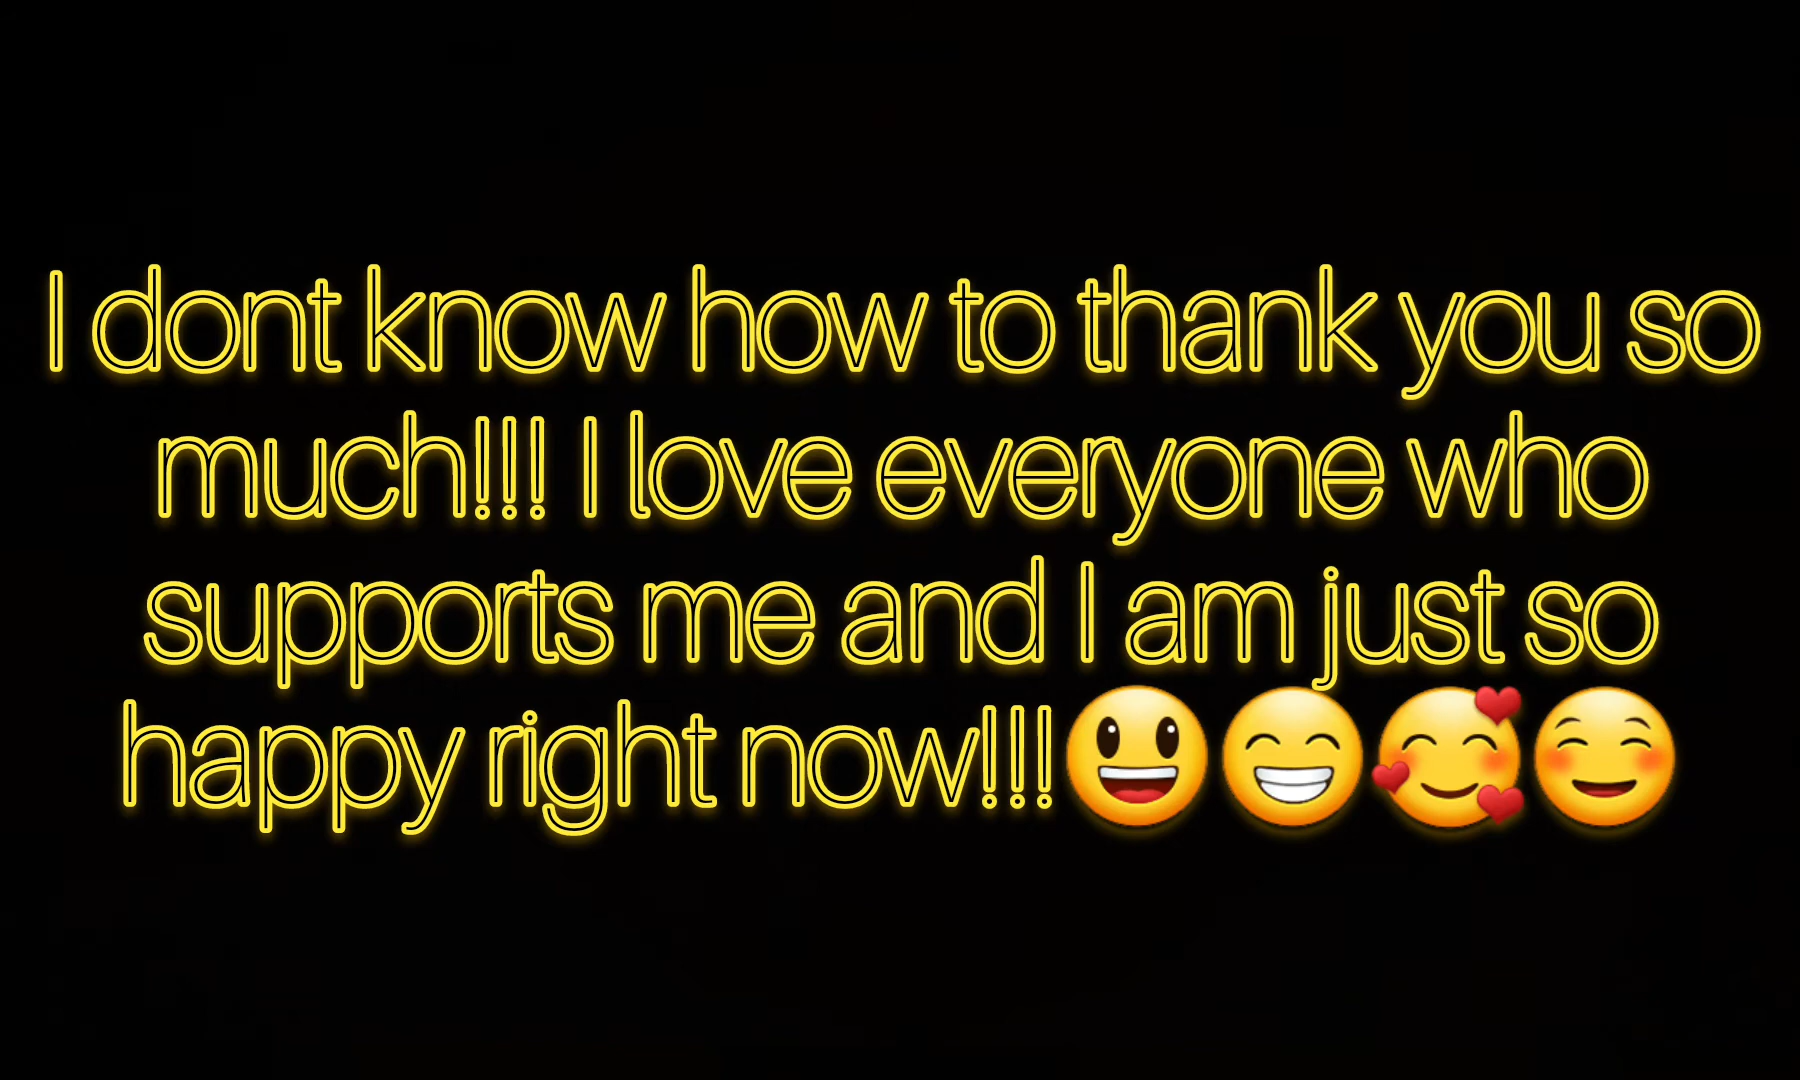 I dont know how to thank you so
much!!! I love everyone who
supports me and I am just so
happy right now!!!😃😁🥰😊